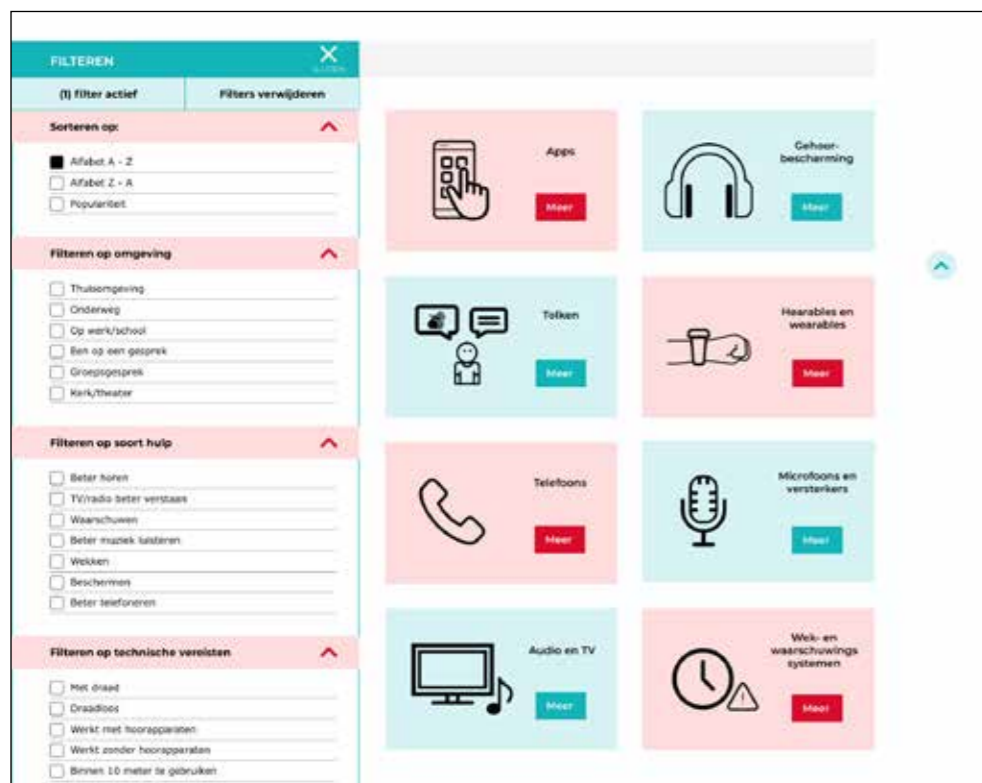 FILTEREN
(1) filter actief
Filters verwijderen
Sorteren op:
Alfabet A - Z
Alfabet Z - A
Populariteit
Filteren op omgeving
Thuisomgeving
Onderweg
Op werk/school
Een op een gesprek
Groepsgesprek
Kerk/theater
Filteren op soort hulp
Beter horen
TV/radio beter verstaan
Waarschuwen
Beter muziek luisteren
Wekken
Beschermen
Beter telefoneren
Filteren op technische vereisten
Met draad
Draadloos
Werkt met hoorapparaten
Werkt zonder hoorapparaten
Binnen 10 meter te gebruiken
Apps
Meer
Gehoor-
bescherming
Meer
Tolken
Meer
Hearables en
wearables
Meer
Telefoons
Meer
Microfoons en
versterkers
Meer
Audio en TV
Meer
Wek- en
waarschuwings
systemen
Meer